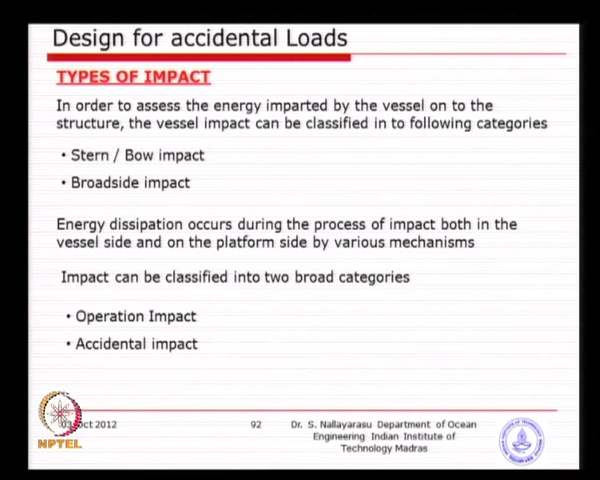 Design for accidental Loads
TYPES OF IMPACT
In order to assess the energy imparted by the vessel on to the
structure, the vessel impact can be classified in to following categories
• Stern / Bow impact
• Broadside impact
Energy dissipation occurs during the process of impact both in the
vessel side and on the platform side by various mechanisms
Impact can be classified into two broad categories
• Operation Impact
• Accidental impact
03 Oct 2012
92
Dr. S. Nallayarasu Department of Ocean
Engineering Indian Institute of
Technology Madras
NPTEL